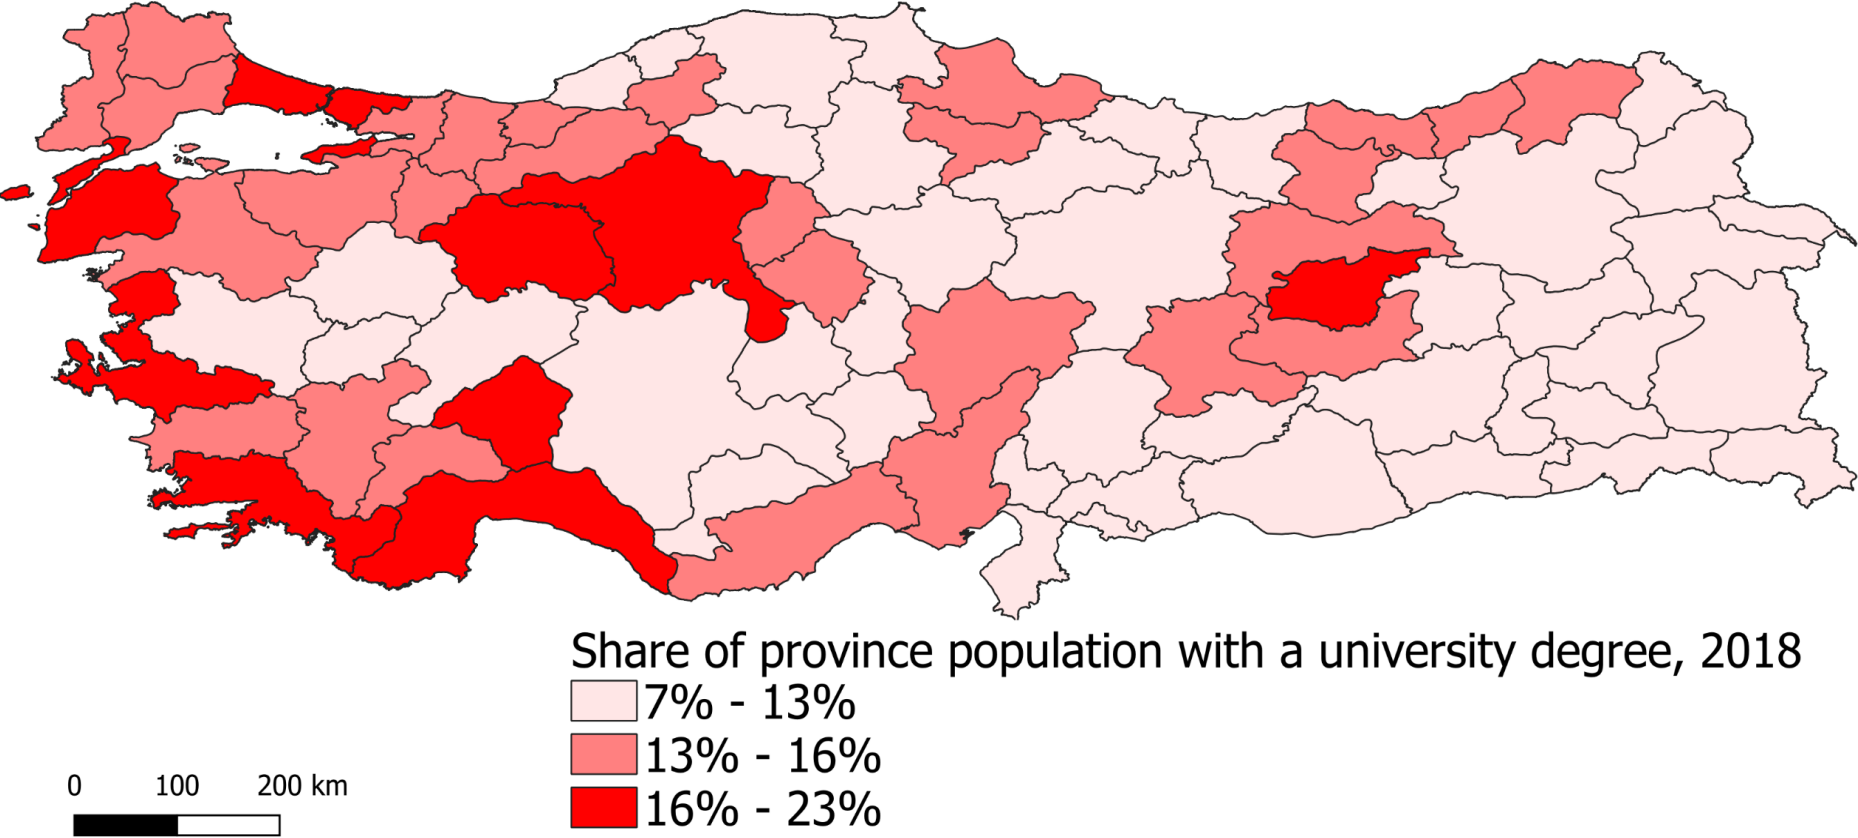 Share of province population with a university degree, 2018
7% - 13%
13% - 16%
16% - 23%
0 100 200 km